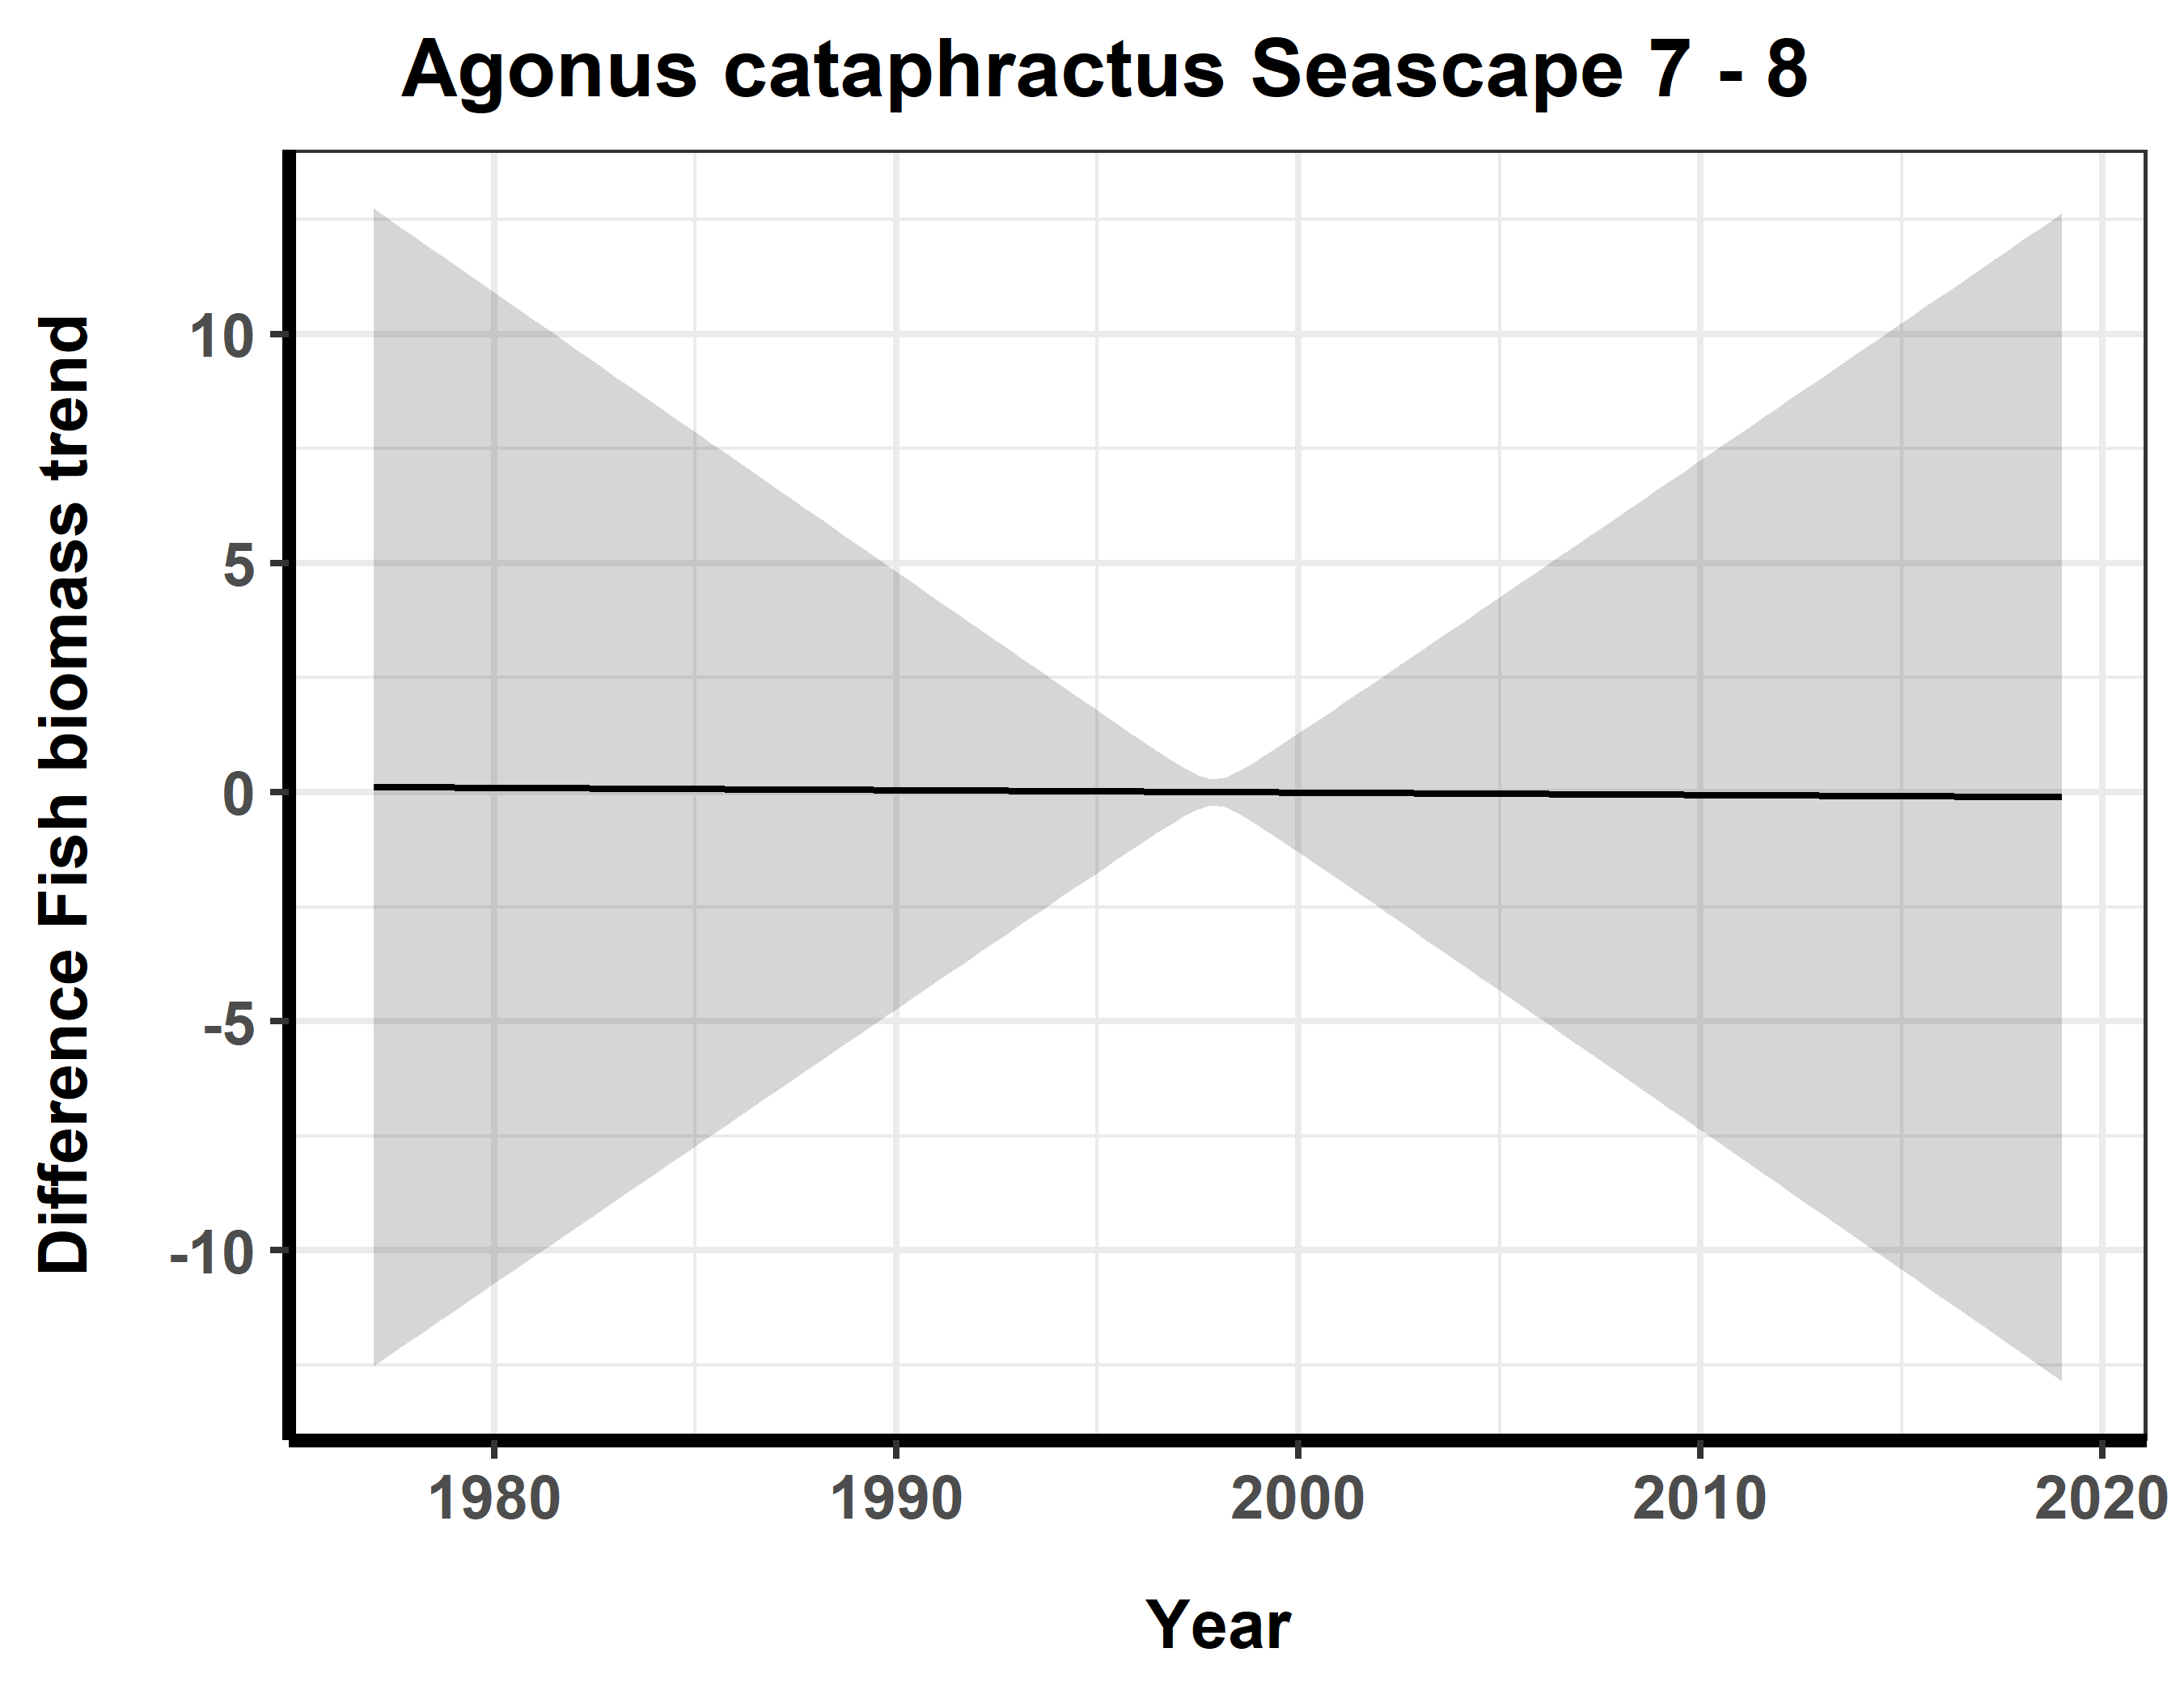 Agonus cataphractus Seascape 7 - 8
Difference Fish biomass trend
10
5
0
-5
-10
1980 1990 2000 2010 2020
Year